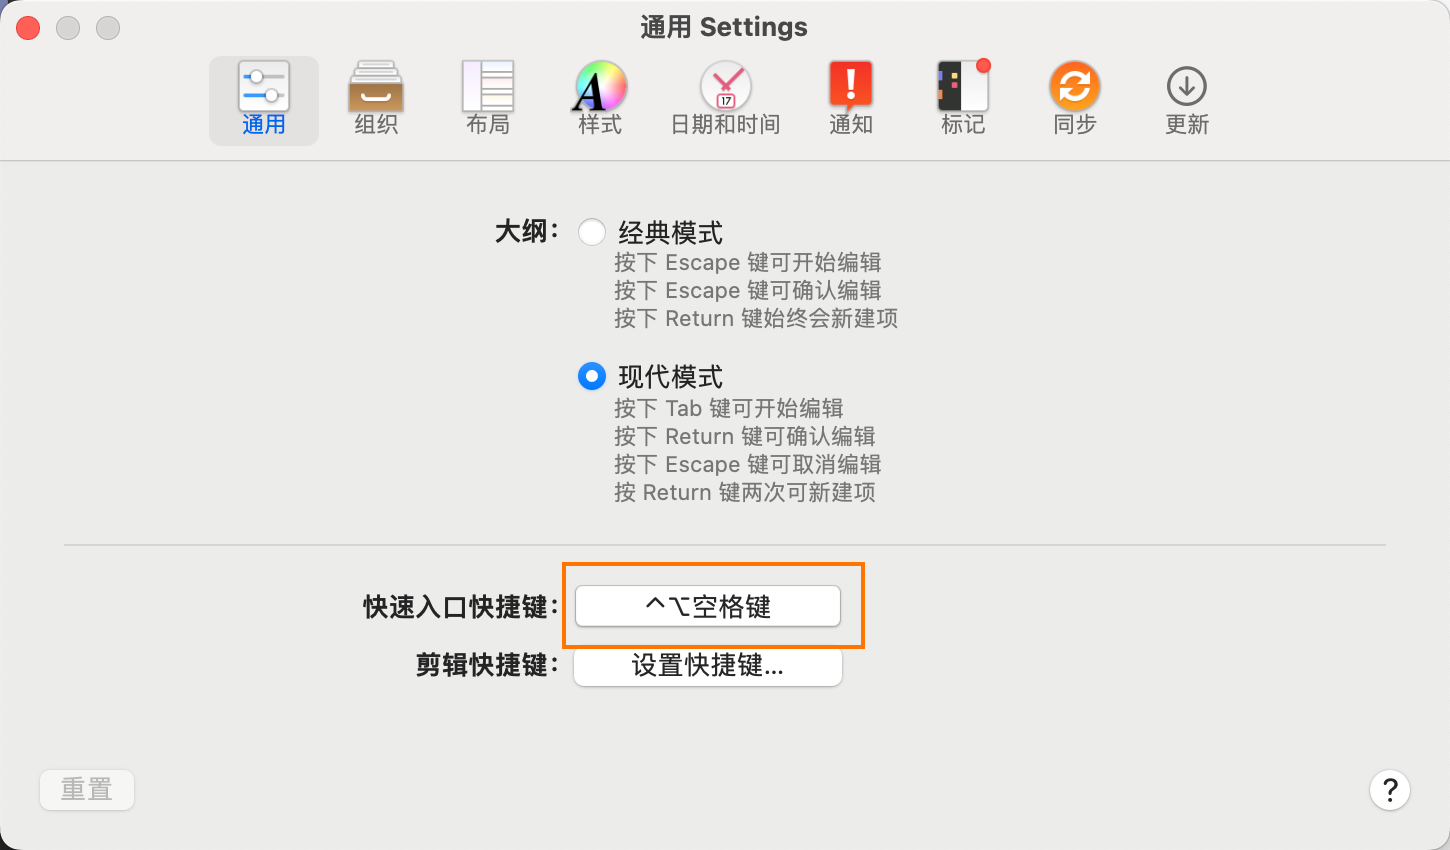 通用 Settings
通用
组织
布局
样式
17
日期和时间
通知
标记
同步
更新
大纲：
经典模式
按下 Escape 键可开始编辑
按下 Escape 键可确认编辑
按下 Return 键始终会新建项
现代模式
按下 Tab 键可开始编辑
按下 Return 键可确认编辑
按下 Escape 键可取消编辑
按 Return 键两次可新建项
快速入口快捷键： ^⌥空格键
剪辑快捷键： 设置快捷键...
重置
?